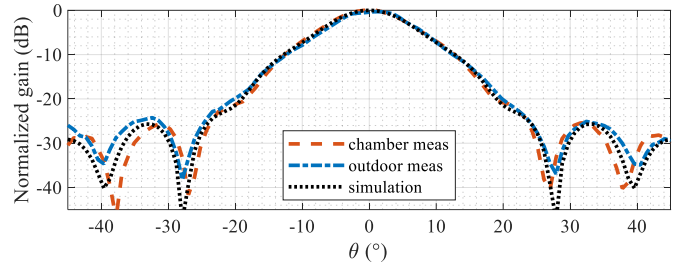 Normalized gain (dB)
0
-10
-20
-30
-40
chamber meas
outdoor meas
simulation
-40 -30 -20 -10 0 10 20 30 40
θ (°)